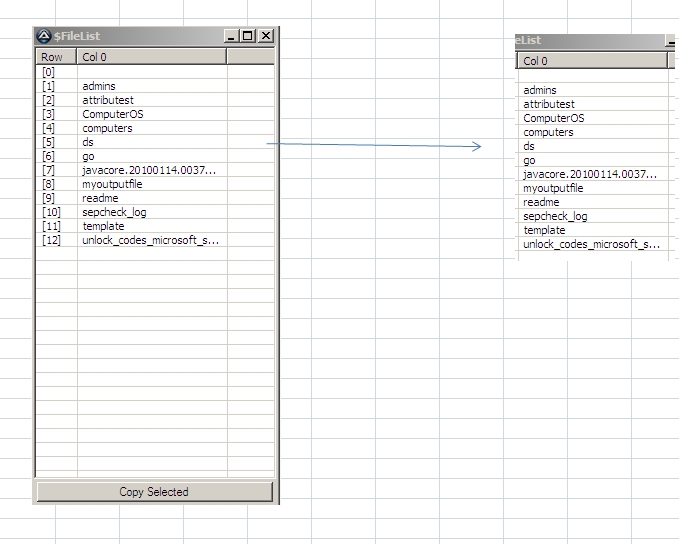 $FileList
Row Col 0
[0]
[1] admins
[2] attributest
[3] ComputerOS
[4] computers
[5] ds
[6] go
[7] javacore.20100114.0037...
[8] myoutputfile
[9] readme
[10] sepcheck_log
[11] template
[12] unlock_codes_microsoft_s...
Copy Selected
eList
Col 0
admins
attributest
ComputerOS
computers
ds
go
javacore.20100114.0037...
myoutputfile
readme
sepcheck_log
template
unlock_codes_microsoft_s...